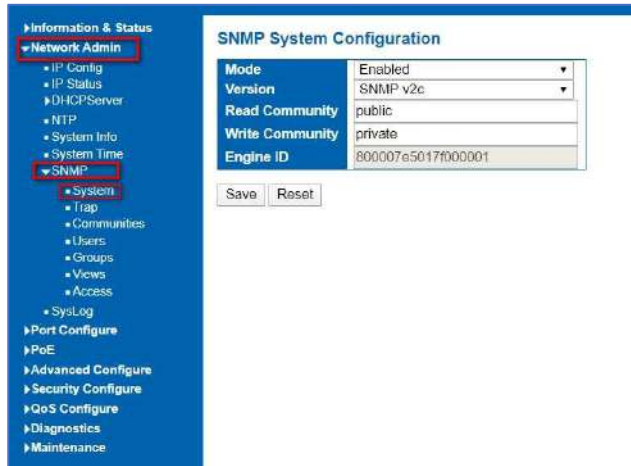 Information & Status
Network Admin
IP Config
IP Status
DHCPServer
NTP
System Info
System Time
SNMP
System
Trap
Communities
Users
Groups
Views
Access
SysLog
Port Configure
PoE
Advanced Configure
Security Configure
QoS Configure
Diagnostics
Maintenance
SNMP System Configuration
Mode Enabled
Version SNMP v2c
Read Community public
Write Community private
Engine ID 800007e5017f000001
Save Reset